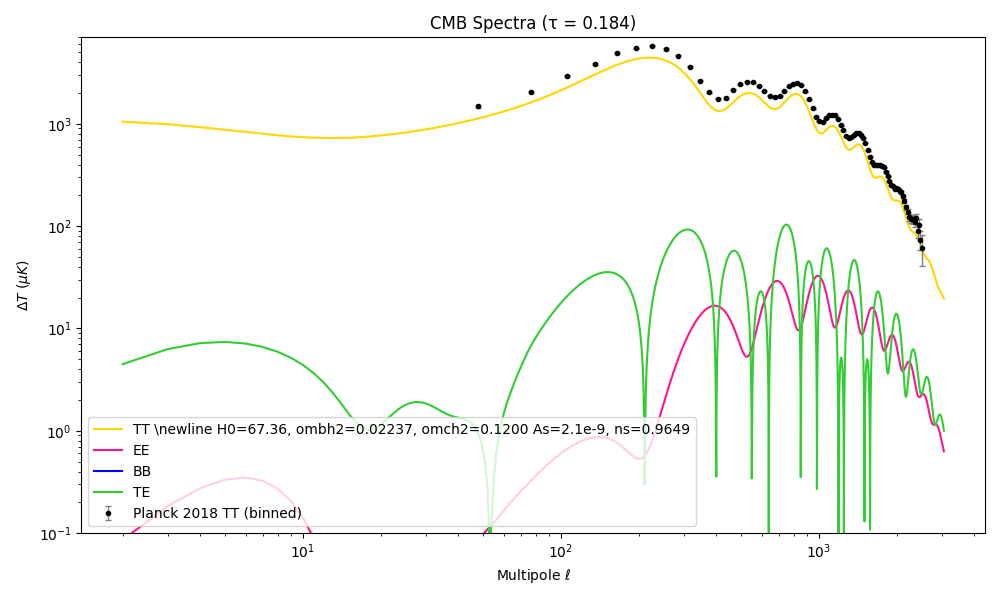 CMB Spectra (τ = 0.184)
ΔT (μK)
10³
10²
10¹
10⁰
10⁻¹
TT \newline H0=67.36, ombh2=0.02237, omch2=0.1200 As=2.1e-9, ns=0.9649
EE
BB
TE
Planck 2018 TT (binned)
10¹ 10² 10³
Multipole ℓ